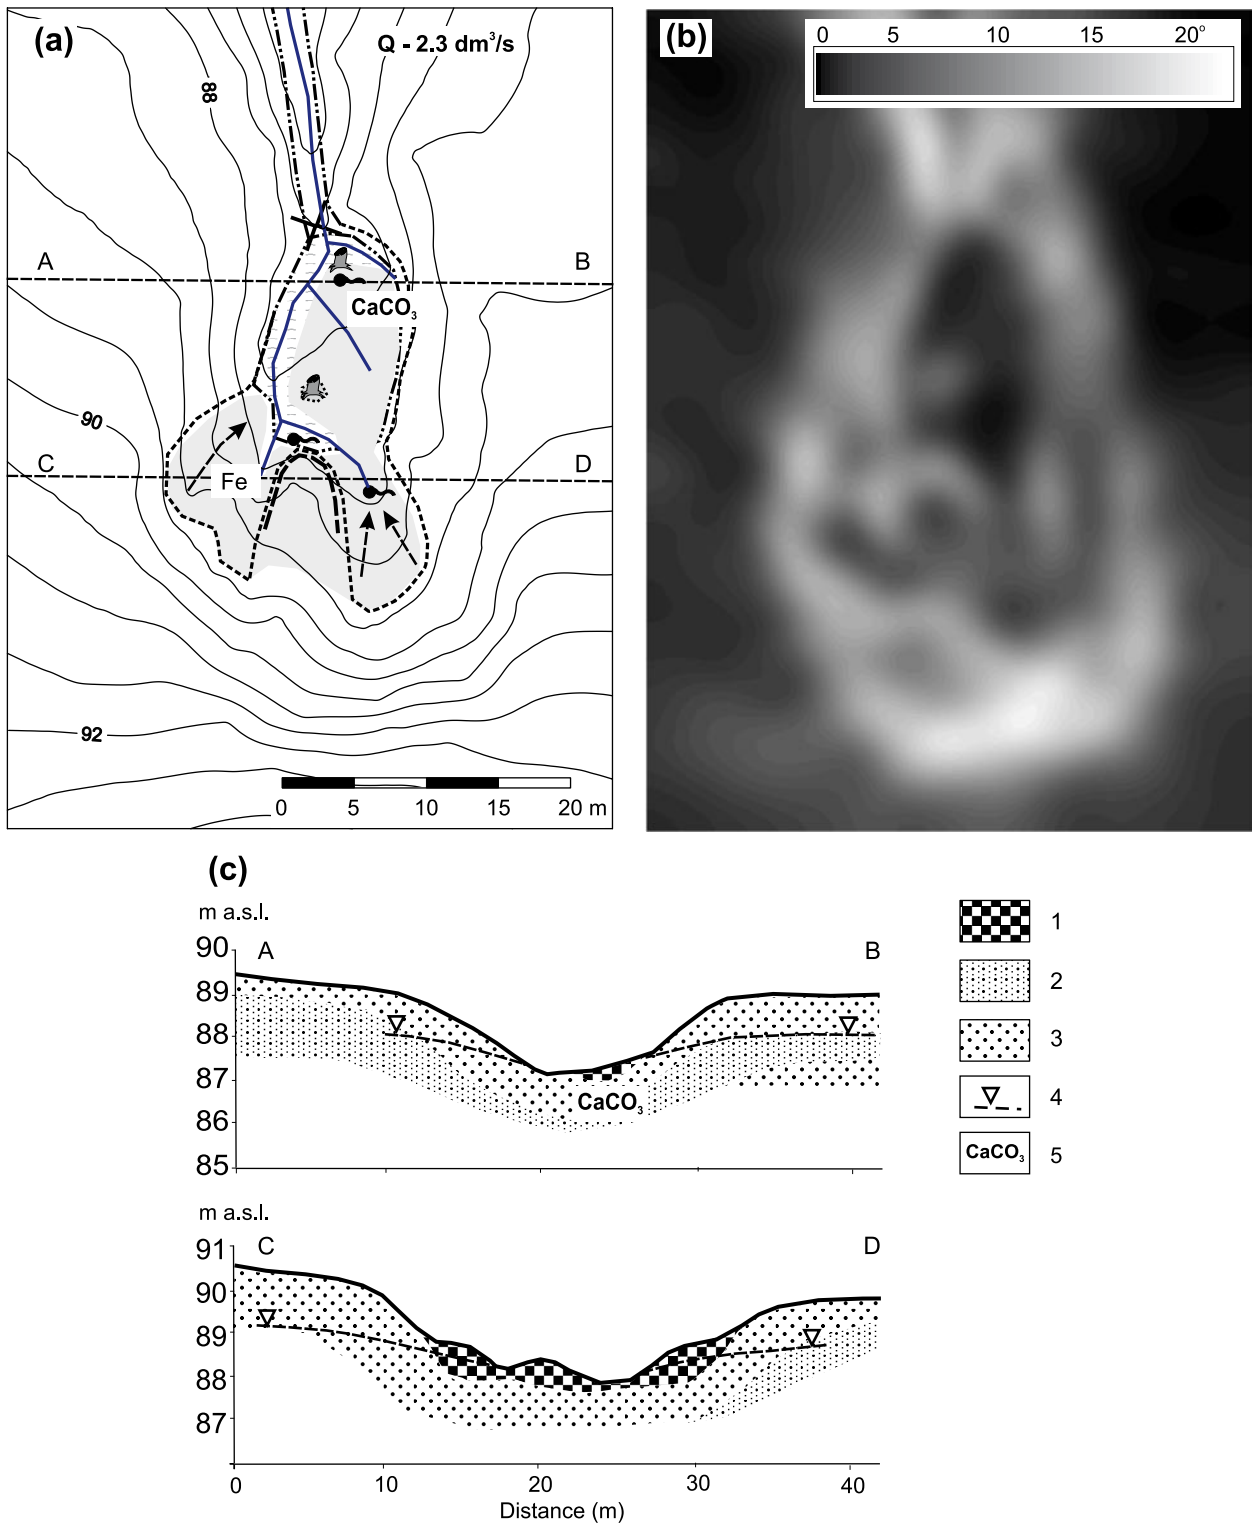 (a)
Q - 2.3 dm³/s
88
A
B
CaCO₃
90
C
D
Fe
92
0 5 10 15 20 m
(b)
0 5 10 15 20°
(c)
m a.s.l.
90
A
B
89
88
87
CaCO₃
86
85
1
2
3
4
CaCO₃ 5
m a.s.l.
91
C
D
90
89
88
87
0 10 20 30 40
Distance (m)